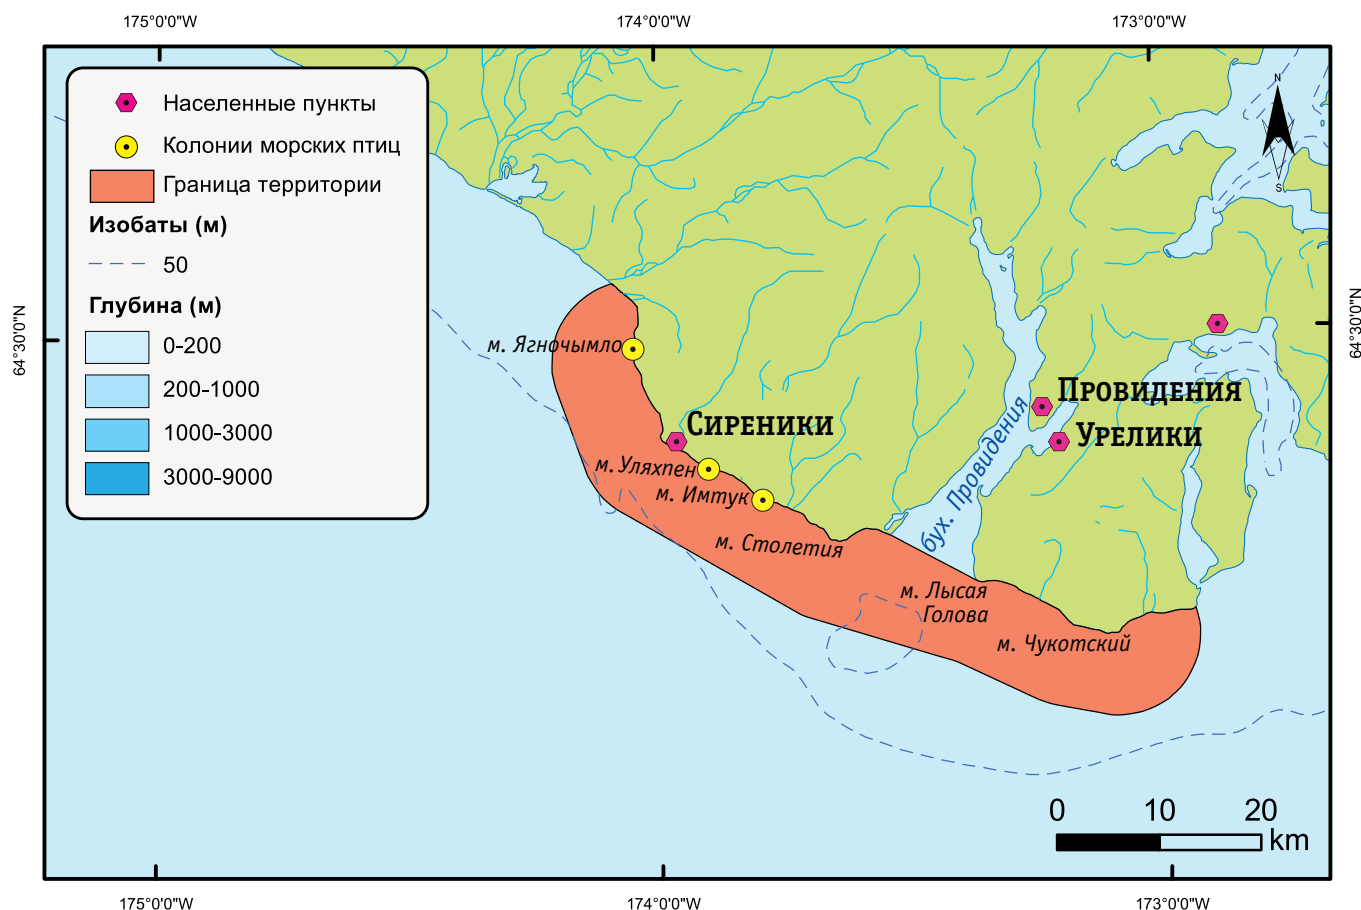 175°0'0"W
174°0'0"W
173°0'0"W
Населенные пункты
Колонии морских птиц
Граница территории
Изобаты (м)
50
Глубина (м)
0-200
200-1000
1000-3000
3000-9000
N
S
64°30'0"N
64°30'0"N
м. Ягночымло
Сиреники
Провидения
Урелики
бух. Провидения
м. Уляхпен
м. Имтук
м. Столетия
м. Лысая
Голова
м. Чукотский
0 10 20
km
175°0'0"W
174°0'0"W
173°0'0"W